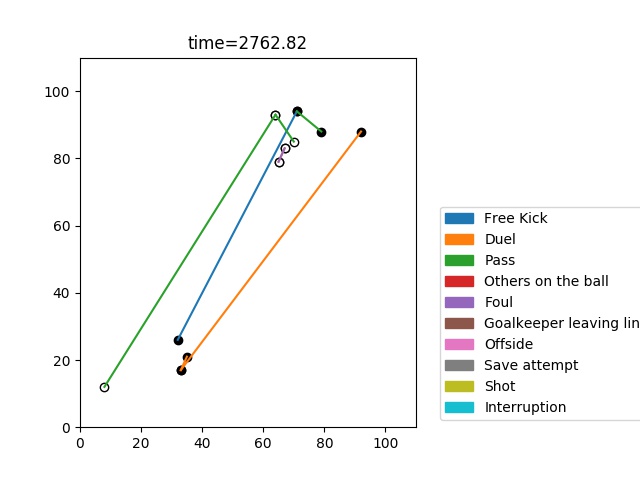 time=2762.82
100
80
60
40
20
0
0 20 40 60 80 100
Free Kick
Duel
Pass
Others on the ball
Foul
Goalkeeper leaving lin
Offside
Save attempt
Shot
Interruption